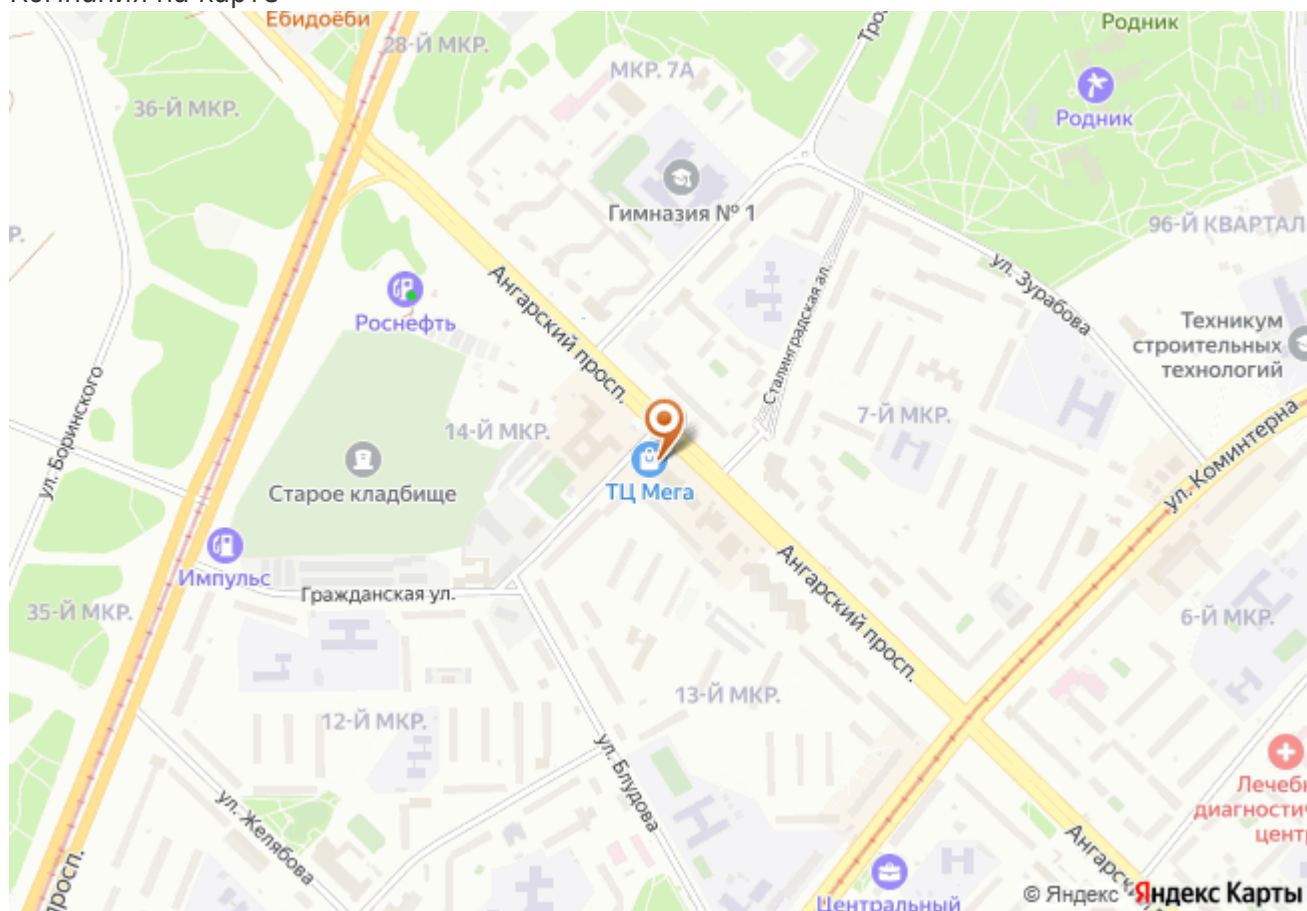 Компания на карте
Ебидоёби
28-Й МКР.
Родник
МКР. 7А
36-Й МКР.
Родник
Гимназия № 1
96-Й КВАРТАЛ
ул. Зурабова
Ангарский просп.
Роснефть
Сталинградская ал.
Техникум
строительных
технологий
ул. Боринского
14-Й МКР.
7-Й МКР.
ул. Коминтерна
Старое кладбище
ТЦ Мега
Импульс
Гражданская ул.
Ангарский просп.
35-Й МКР.
6-Й МКР.
13-Й МКР.
12-Й МКР.
ул. Блудова
ул. Желябова
Центральный
© Яндекс Яндекс Карты